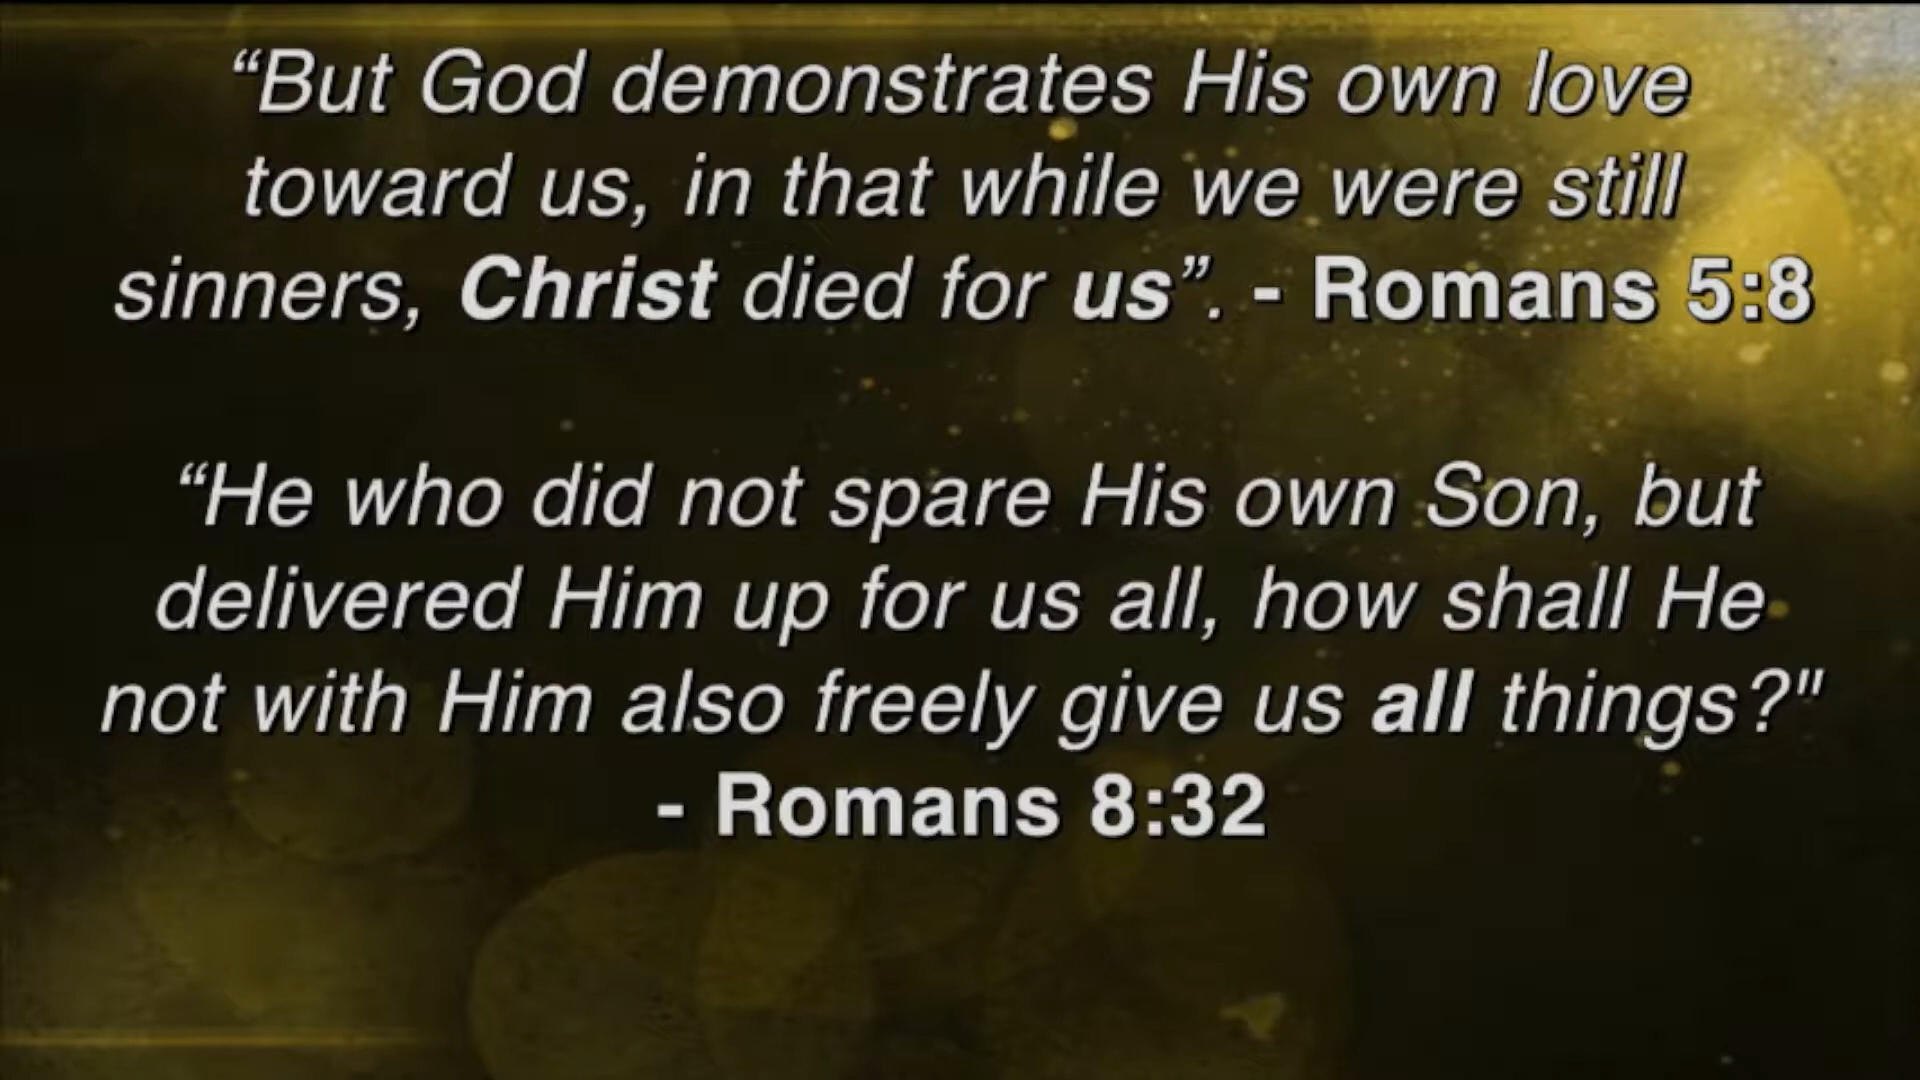 “But God demonstrates His own love
toward us, in that while we were still
sinners, Christ died for us”. - Romans 5:8
“He who did not spare His own Son, but
delivered Him up for us all, how shall He
not with Him also freely give us all things?"
- Romans 8:32